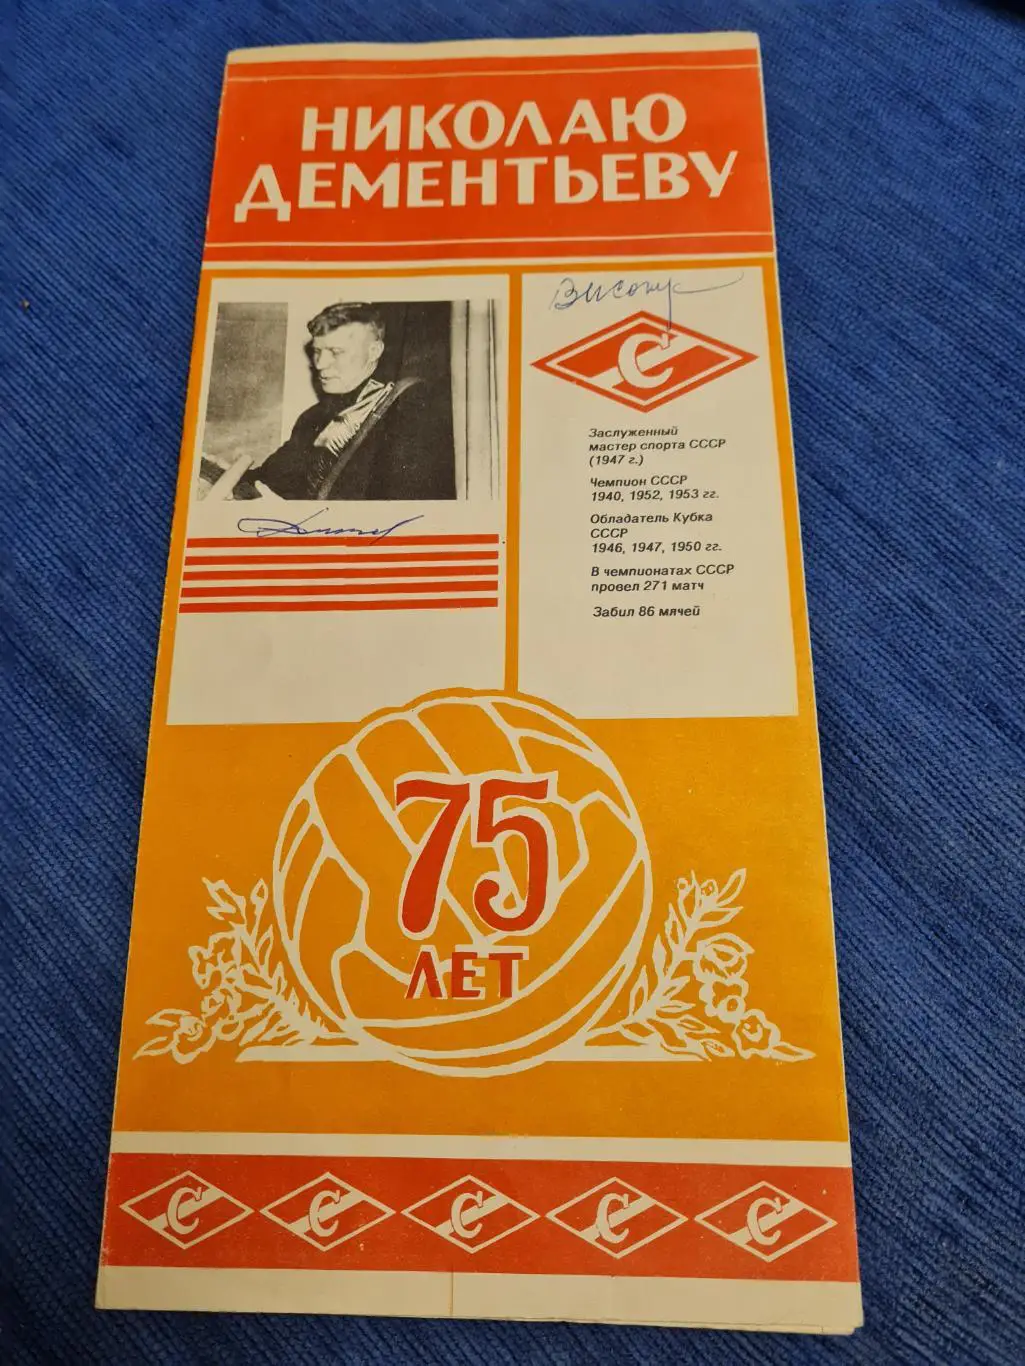 НИКОЛАЮ
ДЕМЕНТЬЕВУ
Заслуженный
мастер спорта СССР
(1947 г.)
Чемпион СССР
1940, 1952, 1953 гг.
Обладатель Кубка
СССР
1946, 1947, 1950 гг.
В чемпионатах СССР
провел 271 матч
Забил 86 мячей
75
ЛЕТ
С
С С С С С